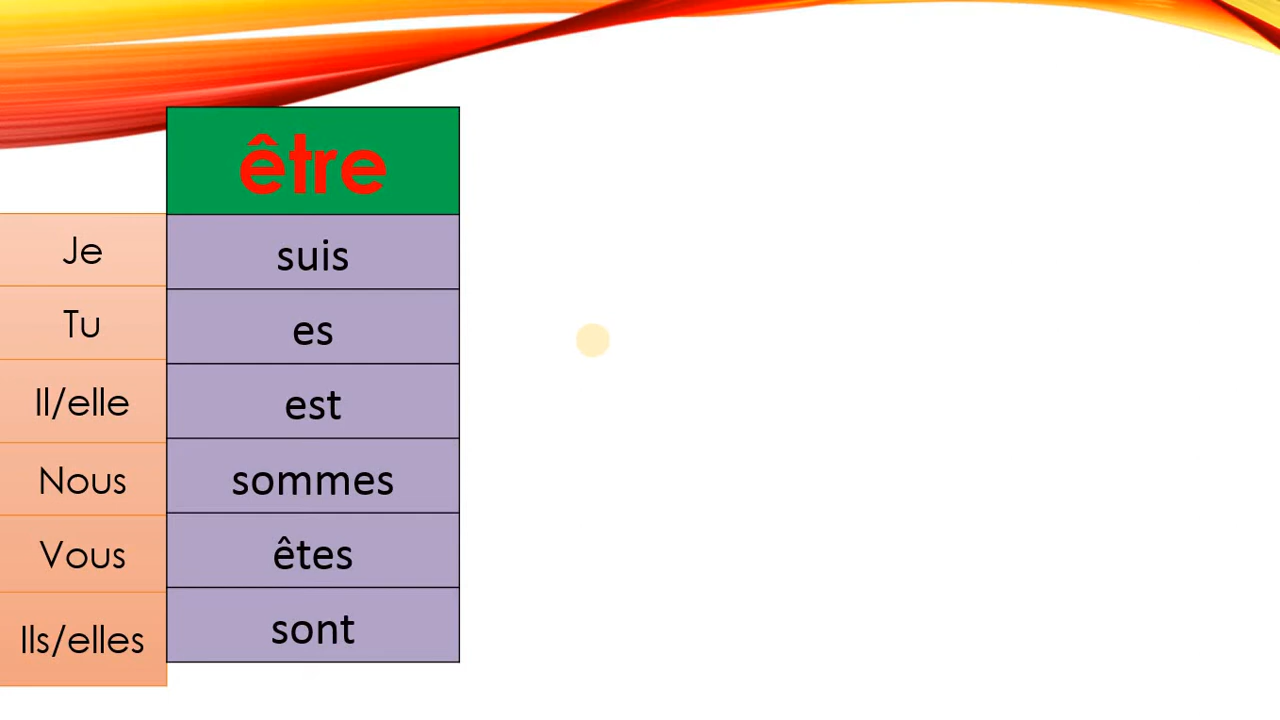 être
Je suis
Tu es
Il/elle est
Nous sommes
Vous êtes
Ils/elles sont